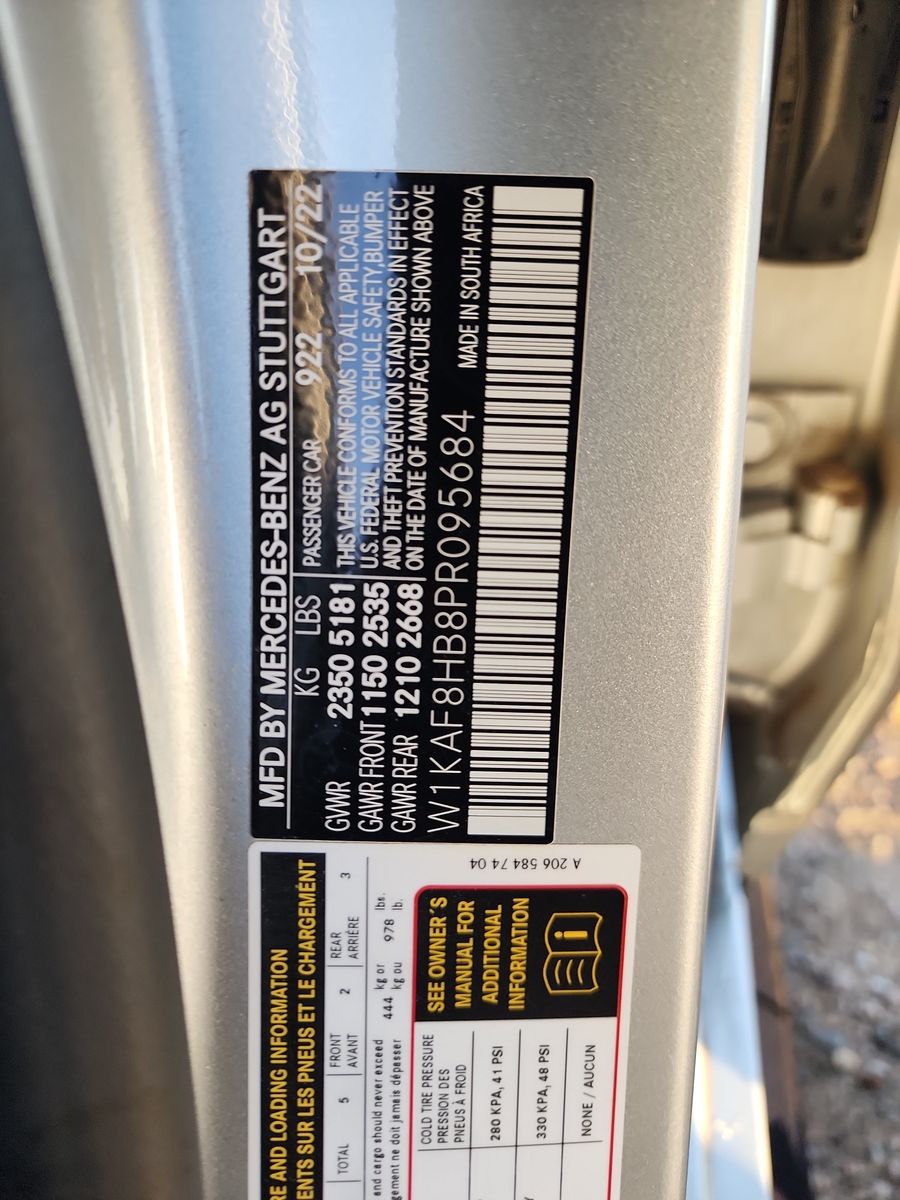 MFD BY MERCEDES-BENZ AG STUTTGART
KG LBS PASSENGER CAR 922 10/22
GVWR 2350 5181
GAWR FRONT 1150 2535
GAWR REAR 1210 2668
THIS VEHICLE CONFORMS TO ALL APPLICABLE
U.S. FEDERAL MOTOR VEHICLE SAFETY,BUMPER
AND THEFT PREVENTION STANDARDS IN EFFECT
ON THE DATE OF MANUFACTURE SHOWN ABOVE
W1KAF8HB8PR095684 MADE IN SOUTH AFRICA
A 206 584 74 04
AND LOADING INFORMATION
SUR LES PNEUS ET LE CHARGEMENT
TOTAL 5 FRONT 2 REAR 3
AVANT ARRIÈRE
and cargo should never exceed 444 kg or 978 lbs.
ne doit jamais dépasser kg ou lb.
COLD TIRE PRESSURE
PRESSION DES
PNEUS À FROID
280 KPA, 41 PSI
330 KPA, 48 PSI
NONE / AUCUN
SEE OWNER'S
MANUAL FOR
ADDITIONAL
INFORMATION